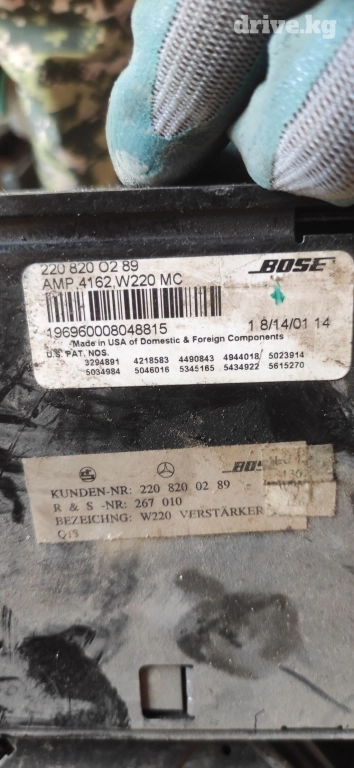 drive.kg
220 820 02 89
BOSE
AMP 4162,W220 MC
196960008048815
1 8/14/01 14
Made in USA of Domestic & Foreign Components
U.S. PAT. NOS.
3294891 4218583 4490843 4944018 5023914
5034984 5046016 5345165 5434922 5615270
KUNDEN-NR: 220 820 02 89
R & S -NR: 267 010
BEZEICHNG: W220 VERSTÄRKER